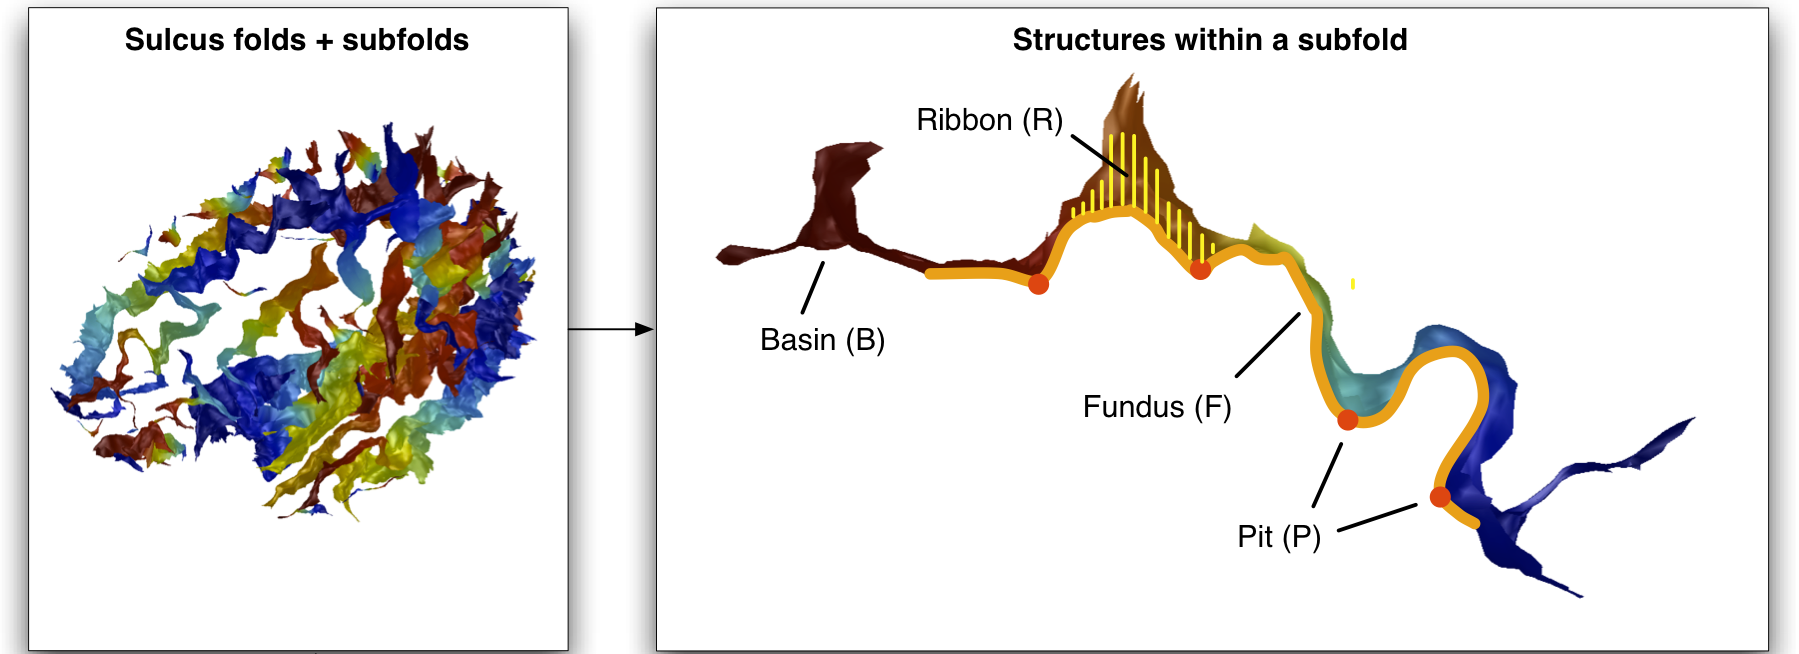 Sulcus folds + subfolds
Structures within a subfold
Ribbon (R)
Basin (B)
Fundus (F)
Pit (P)